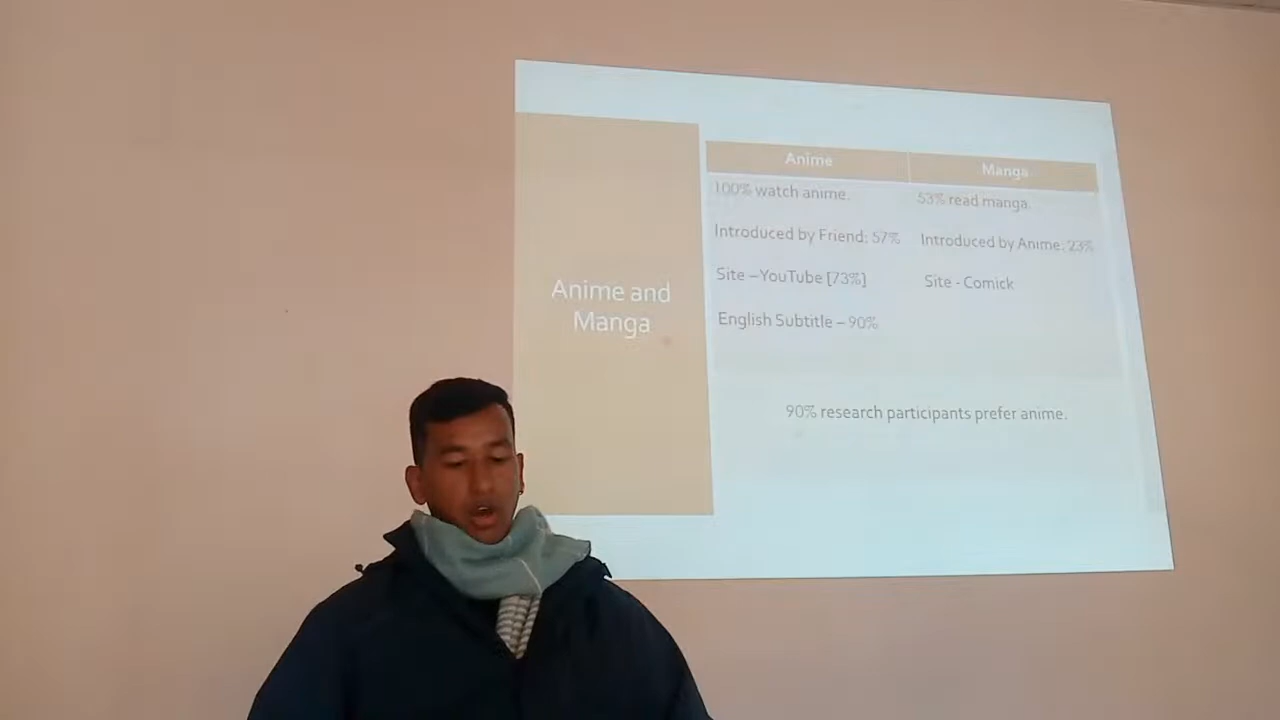 Anime and
Manga
Anime
Manga
100% watch anime.
53% read manga.
Introduced by Friend: 57%
Introduced by Anime: 23%
Site –YouTube [73%]
Site - Comick
English Subtitle – 90%
90% research participants prefer anime.